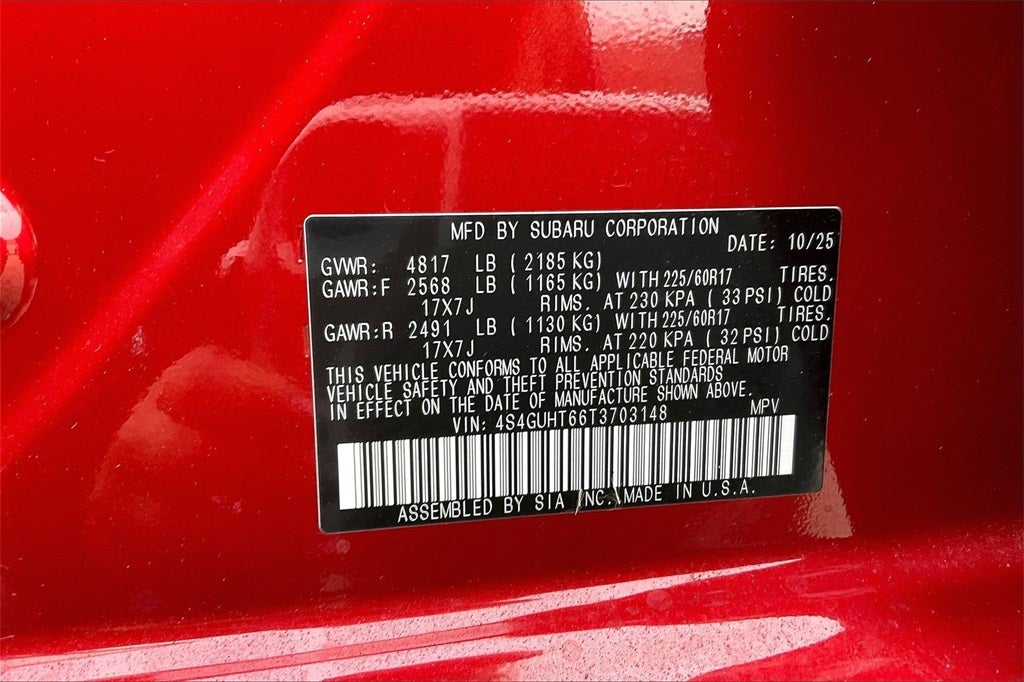 MFD BY SUBARU CORPORATION
DATE: 10/25
GVWR: 4817 LB ( 2185 KG)
GAWR:F 2568 LB ( 1165 KG) WITH 225/60R17 TIRES.
17X7J RIMS. AT 230 KPA ( 33 PSI) COLD
GAWR:R 2491 LB ( 1130 KG) WITH 225/60R17 TIRES.
17X7J RIMS. AT 220 KPA ( 32 PSI) COLD
THIS VEHICLE CONFORMS TO ALL APPLICABLE FEDERAL MOTOR
VEHICLE SAFETY AND THEFT PREVENTION STANDARDS
IN EFFECT ON THE DATE OF MANUFACTURE SHOWN ABOVE.
VIN: 4S4GUHT66T3703148 MPV
ASSEMBLED BY SIA INC. MADE IN U.S.A.